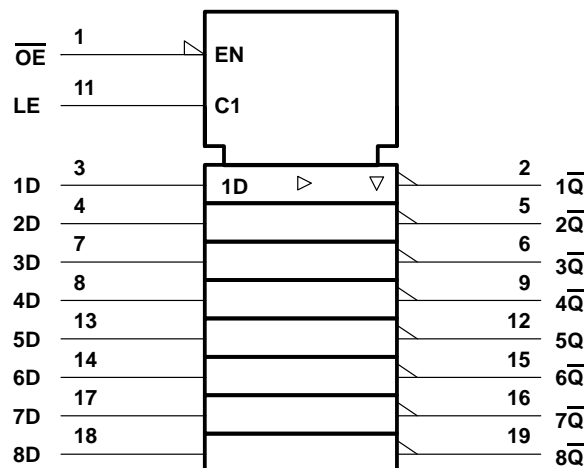 1
O̅E̅ EN
11
LE C1
3 2
1D 1D 1Q̅
4 5
2D 2Q̅
7 6
3D 3Q̅
8 9
4D 4Q̅
13 12
5D 5Q
14 15
6D 6Q̅
17 16
7D 7Q̅
18 19
8D 8Q̅